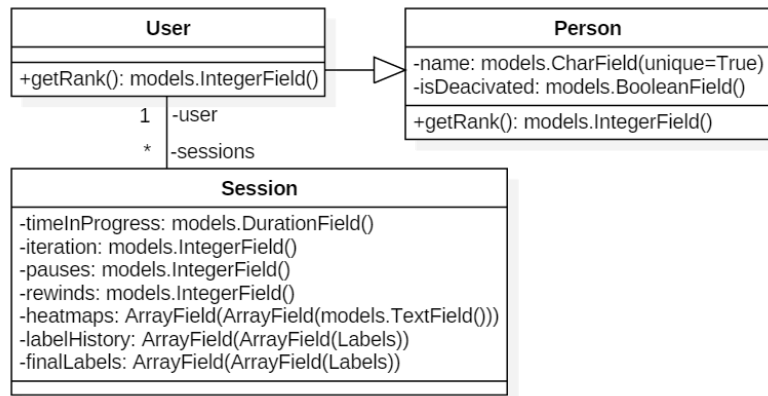 User
+getRank(): models.IntegerField()
Person
-name: models.CharField(unique=True)
-isDeacivated: models.BooleanField()
+getRank(): models.IntegerField()
1 -user
* -sessions
Session
-timeInProgress: models.DurationField()
-iteration: models.IntegerField()
-pauses: models.IntegerField()
-rewinds: models.IntegerField()
-heatmaps: ArrayField(ArrayField(models.TextField()))
-labelHistory: ArrayField(ArrayField(Labels))
-finalLabels: ArrayField(ArrayField(Labels))